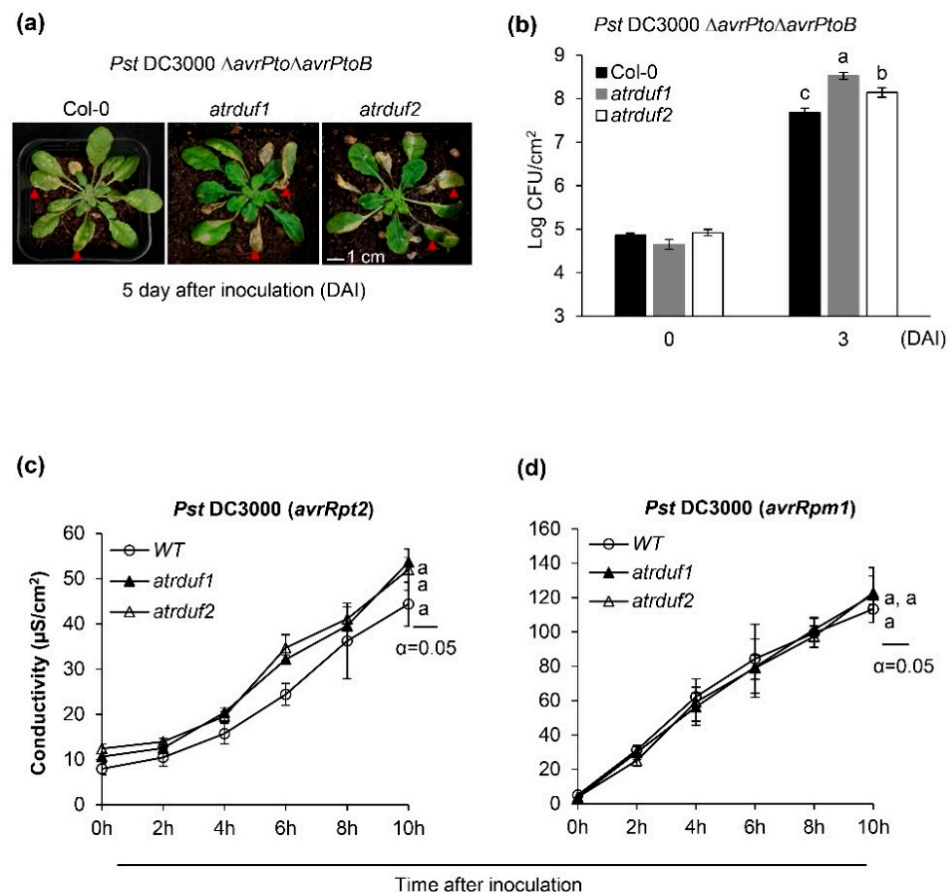 (a)
Pst DC3000 ΔavrPtoΔavrPtoB
Col-0 atrduf1 atrduf2
1 cm
5 day after inoculation (DAI)
(b)
Pst DC3000 ΔavrPtoΔavrPtoB
Log CFU/cm²
9
8
7
6
5
4
3
Col-0
atrduf1
atrduf2
c a b
0 3 (DAI)
(c)
Pst DC3000 (avrRpt2)
Conductivity (µS/cm²)
60
50
40
30
20
10
0
WT
atrduf1
atrduf2
a
a
a
α=0.05
0h 2h 4h 6h 8h 10h
(d)
Pst DC3000 (avrRpm1)
160
140
120
100
80
60
40
20
0
WT
atrduf1
atrduf2
a, a
a
α=0.05
0h 2h 4h 6h 8h 10h
Time after inoculation